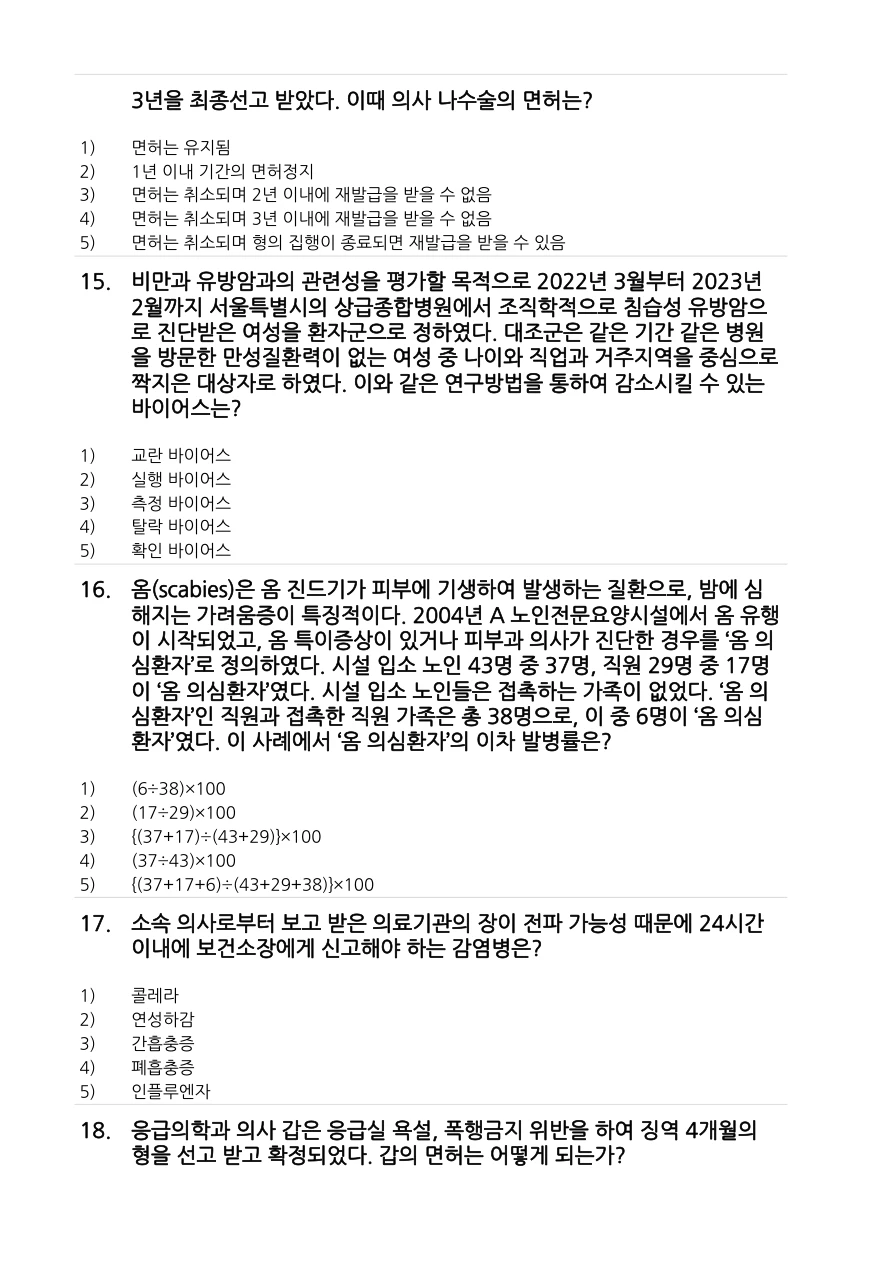 3년을 최종선고 받았다. 이때 의사 나수술의 면허는?
1) 면허는 유지됨
2) 1년 이내 기간의 면허정지
3) 면허는 취소되며 2년 이내에 재발급을 받을 수 없음
4) 면허는 취소되며 3년 이내에 재발급을 받을 수 없음
5) 면허는 취소되며 형의 집행이 종료되면 재발급을 받을 수 있음
15. 비만과 유방암과의 관련성을 평가할 목적으로 2022년 3월부터 2023년
2월까지 서울특별시의 상급종합병원에서 조직학적으로 침습성 유방암으
로 진단받은 여성을 환자군으로 정하였다. 대조군은 같은 기간 같은 병원
을 방문한 만성질환력이 없는 여성 중 나이와 직업과 거주지역을 중심으로
짝지은 대상자로 하였다. 이와 같은 연구방법을 통하여 감소시킬 수 있는
바이어스는?
1) 교란 바이어스
2) 실행 바이어스
3) 측정 바이어스
4) 탈락 바이어스
5) 확인 바이어스
16. 옴(scabies)은 옴 진드기가 피부에 기생하여 발생하는 질환으로, 밤에 심
해지는 가려움증이 특징적이다. 2004년 A 노인전문요양시설에서 옴 유행
이 시작되었고, 옴 특이증상이 있거나 피부과 의사가 진단한 경우를 ‘옴 의
심환자’로 정의하였다. 시설 입소 노인 43명 중 37명, 직원 29명 중 17명
이 ‘옴 의심환자’였다. 시설 입소 노인들은 접촉하는 가족이 없었다. ‘옴 의
심환자’인 직원과 접촉한 직원 가족은 총 38명으로, 이 중 6명이 ‘옴 의심
환자’였다. 이 사례에서 ‘옴 의심환자’의 이차 발병률은?
1) (6÷38)×100
2) (17÷29)×100
3) {(37+17)÷(43+29)}×100
4) (37÷43)×100
5) {(37+17+6)÷(43+29+38)}×100
17. 소속 의사로부터 보고 받은 의료기관의 장이 전파 가능성 때문에 24시간
이내에 보건소장에게 신고해야 하는 감염병은?
1) 콜레라
2) 연성하감
3) 간흡충증
4) 폐흡충증
5) 인플루엔자
18. 응급의학과 의사 갑은 응급실 욕설, 폭행금지 위반을 하여 징역 4개월의
형을 선고 받고 확정되었다. 갑의 면허는 어떻게 되는가?